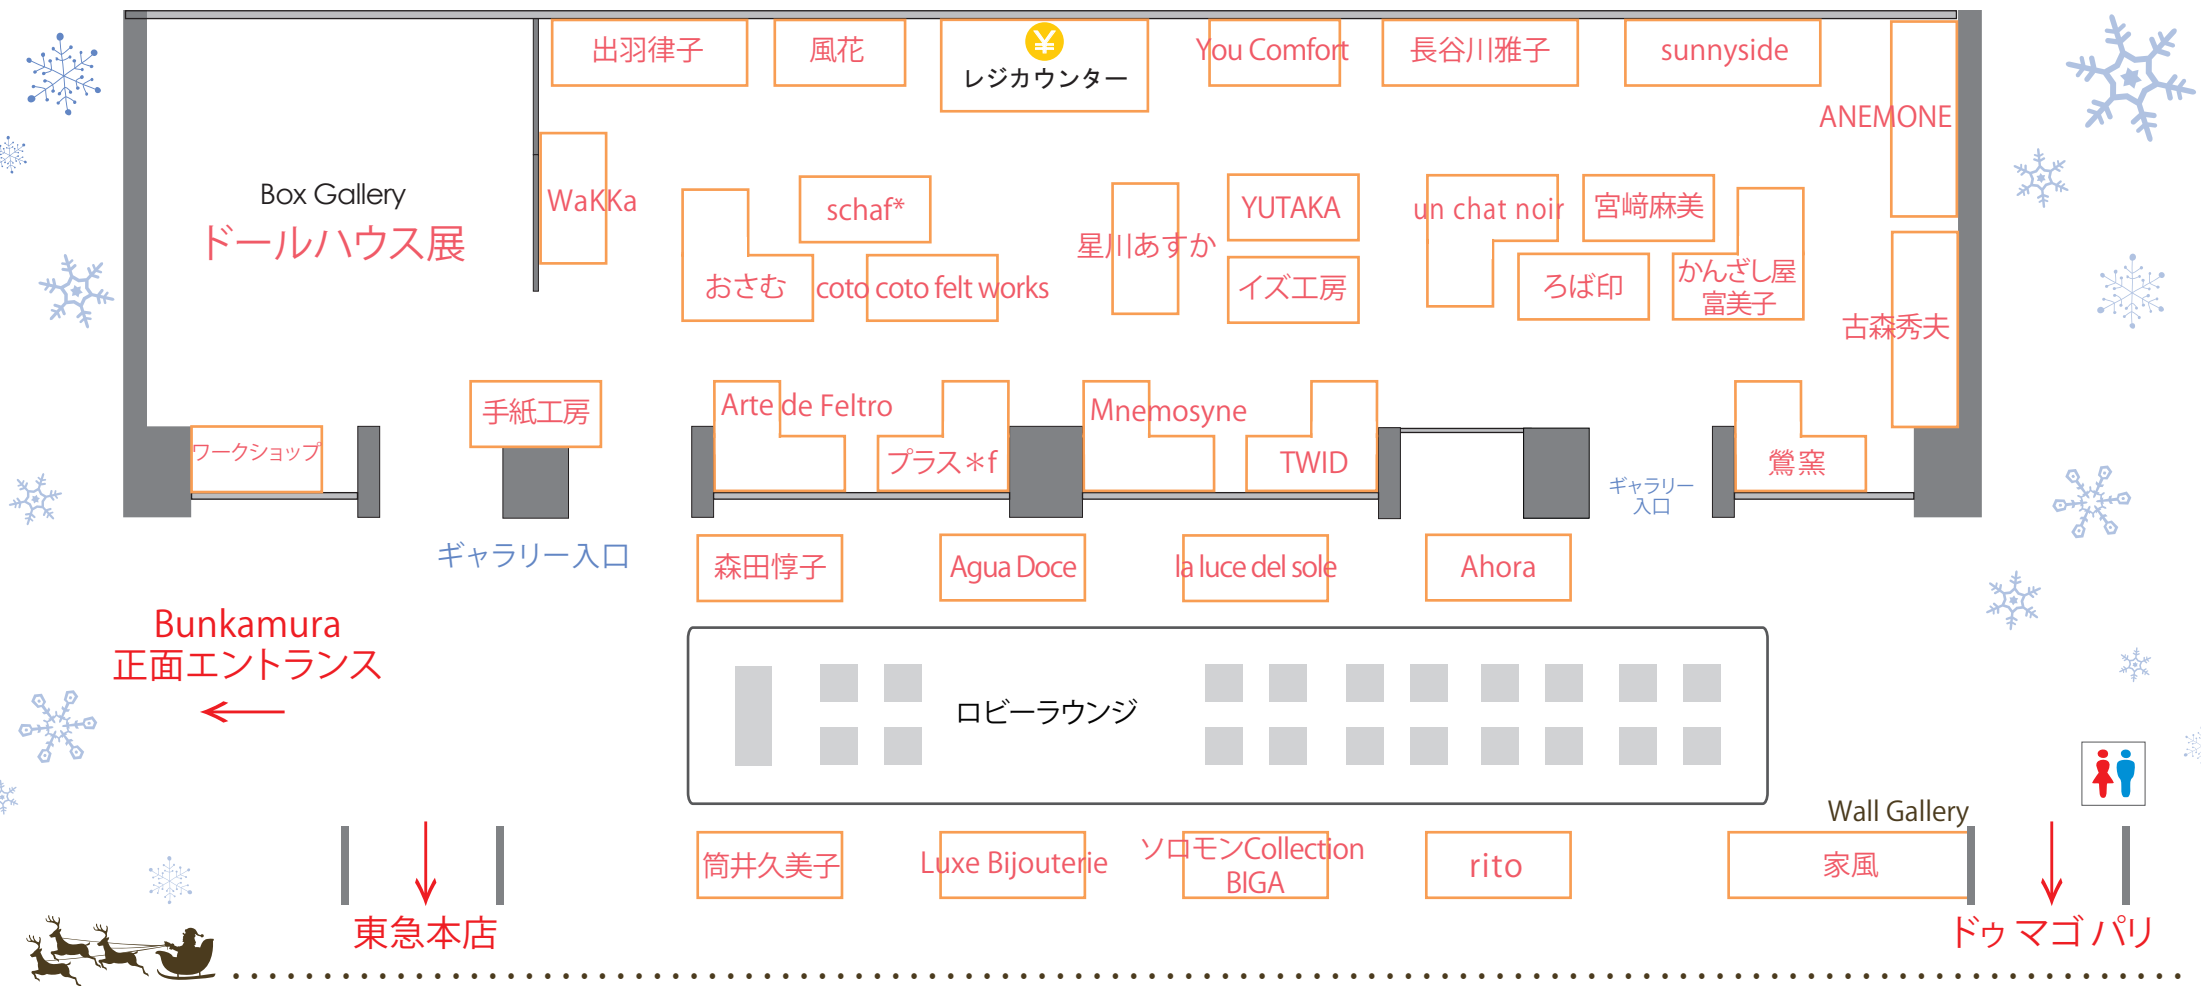 出羽律子
風花
¥
レジカウンター
You Comfort
長谷川雅子
sunnyside
ANEMONE
Box Gallery
ドールハウス展
WaKKa
schaf*
おさむ
coto coto felt works
星川あすか
YUTAKA
イズ工房
un chat noir
宮﨑麻美
ろば印
かんざし屋
富美子
古森秀夫
ワークショップ
手紙工房
Arte de Feltro
プラス＊f
Mnemosyne
TWID
鶯窯
ギャラリー
入口
ギャラリー入口
森田惇子
Agua Doce
la luce del sole
Ahora
Bunkamura
正面エントランス
←
ロビーラウンジ
Wall Gallery
筒井久美子
Luxe Bijouterie
ソロモンCollection
BIGA
rito
家風
東急本店
ドゥ マゴ パリ